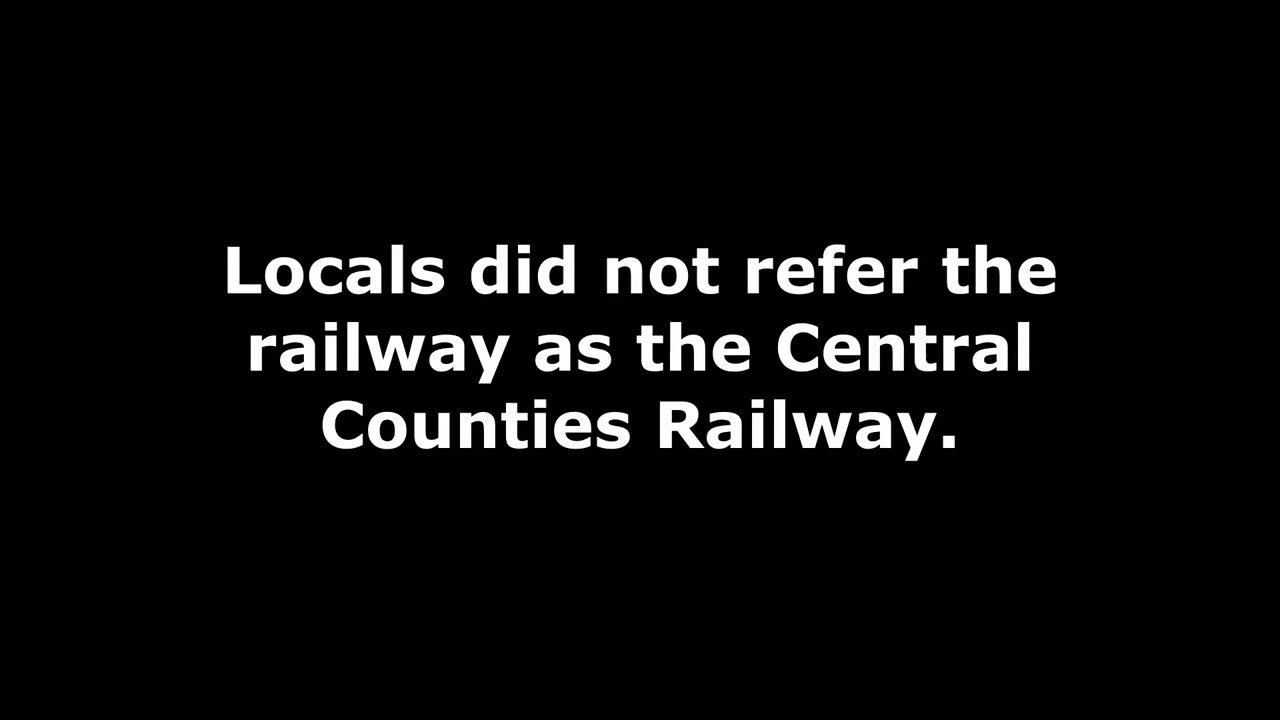 Locals did not refer the
railway as the Central
Counties Railway.